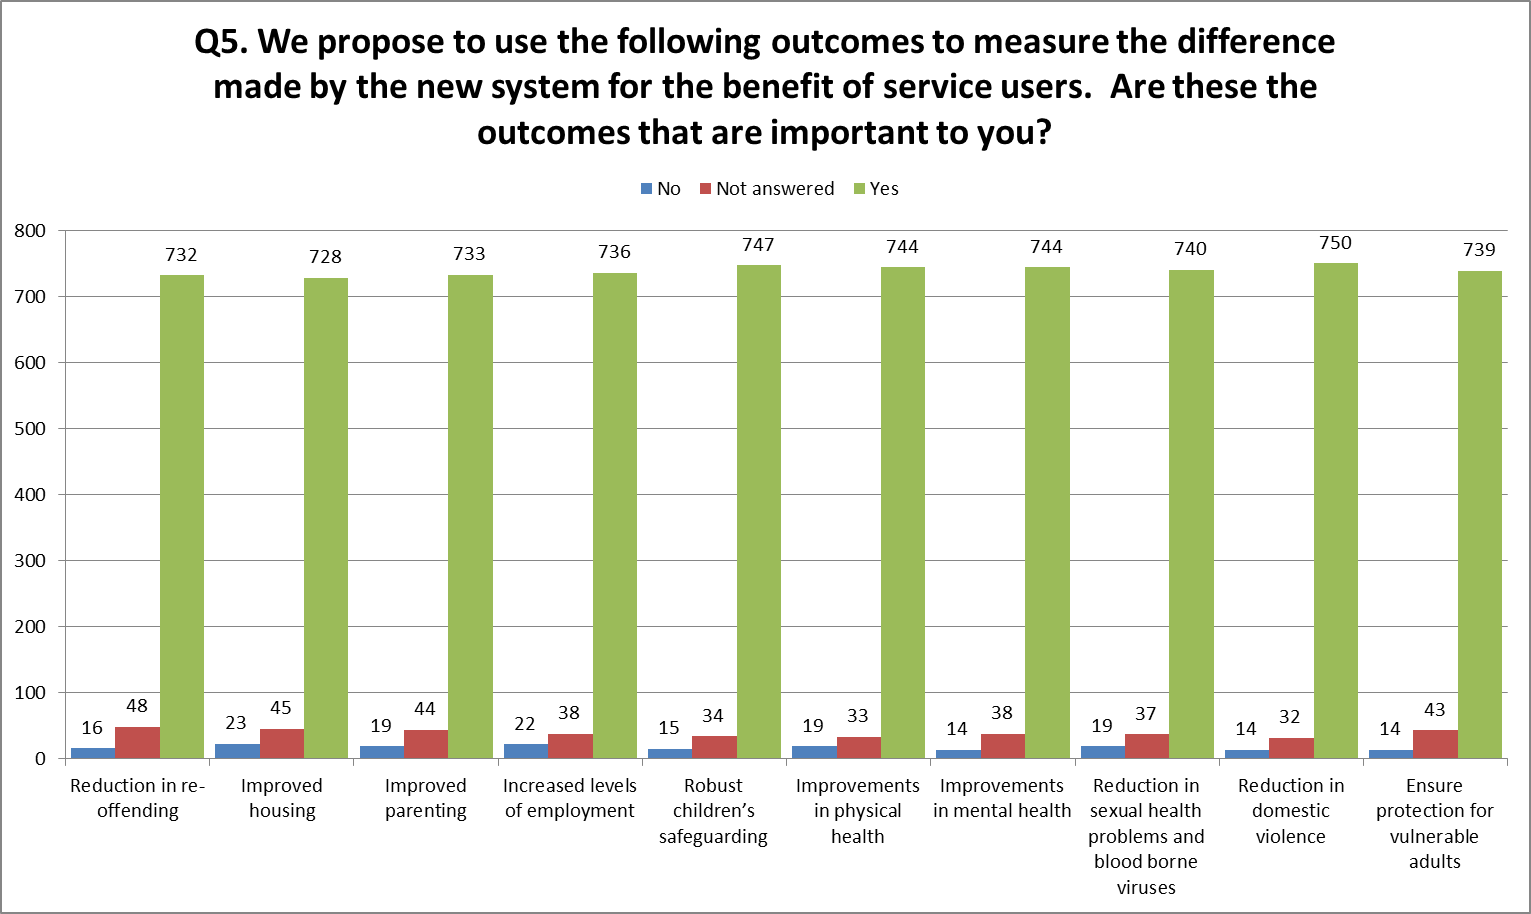 Q5. We propose to use the following outcomes to measure the difference
made by the new system for the benefit of service users.  Are these the
outcomes that are important to you?
No Not answered Yes
800
700
600
500
400
300
200
100
0
732 728 733 736 747 744 744 740 750 739
16 48 23 45 19 44 22 38 15 34 19 33 14 38 19 37 14 32 14 43
Reduction in re-
offending
Improved
housing
Improved
parenting
Increased levels
of employment
Robust
children’s
safeguarding
Improvements
in physical
health
Improvements
in mental health
Reduction in
sexual health
problems and
blood borne
viruses
Reduction in
domestic
violence
Ensure
protection for
vulnerable
adults